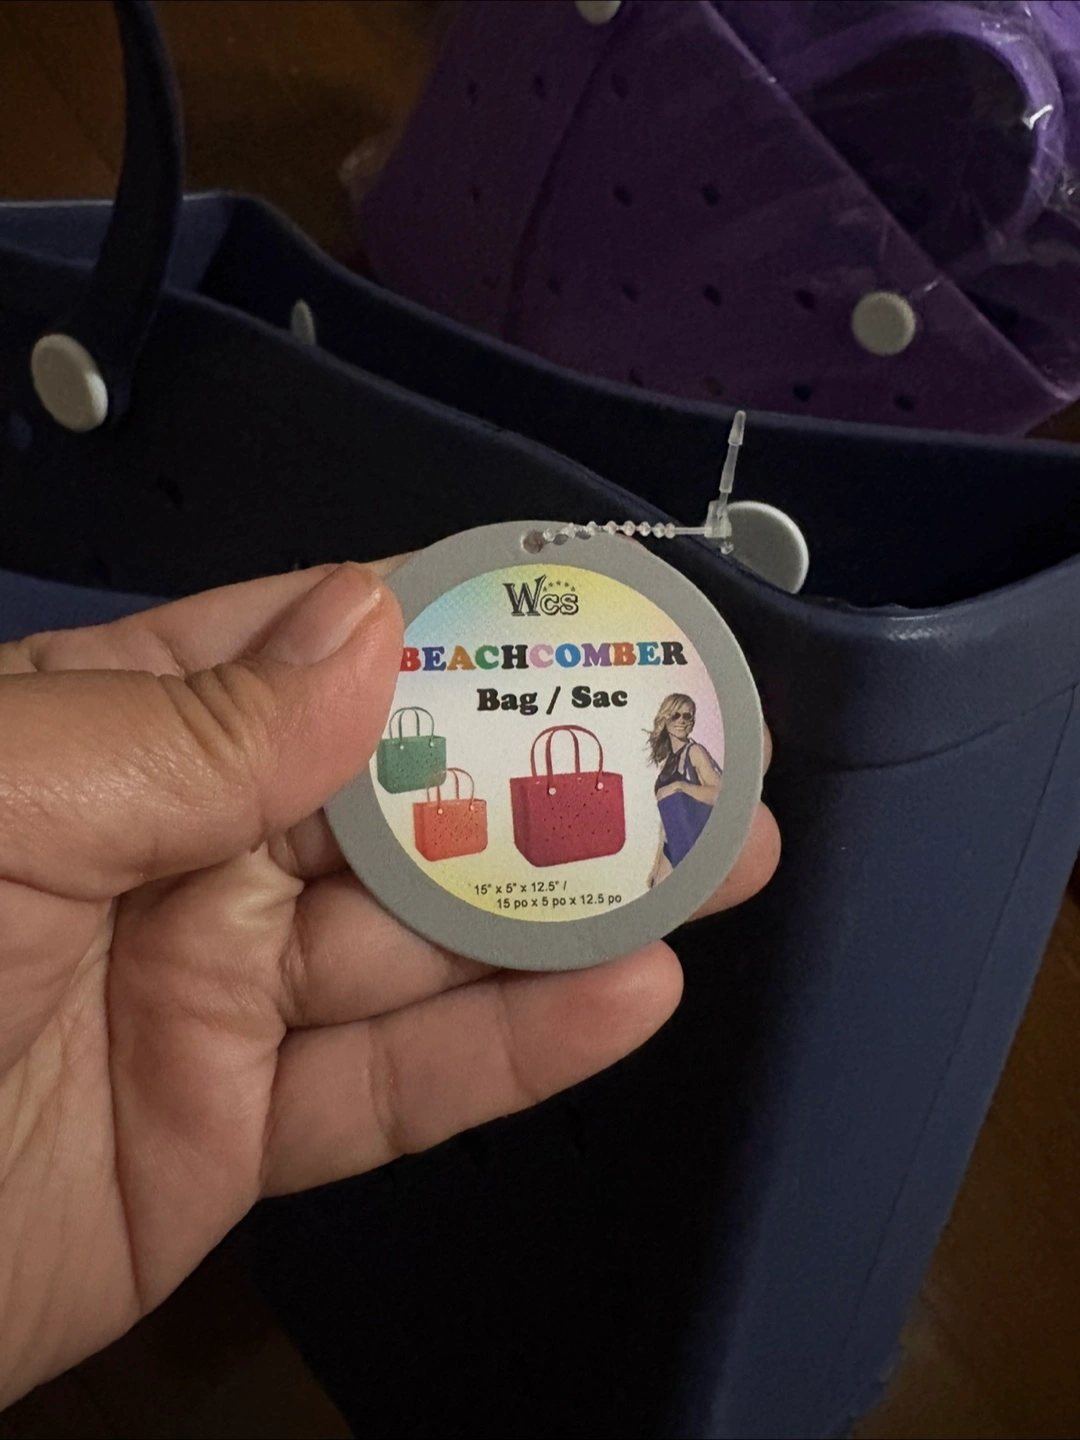 Wcs
BEACHCOMBER
Bag / Sac
15" x 5" x 12.5" /
15 po x 5 po x 12.5 po